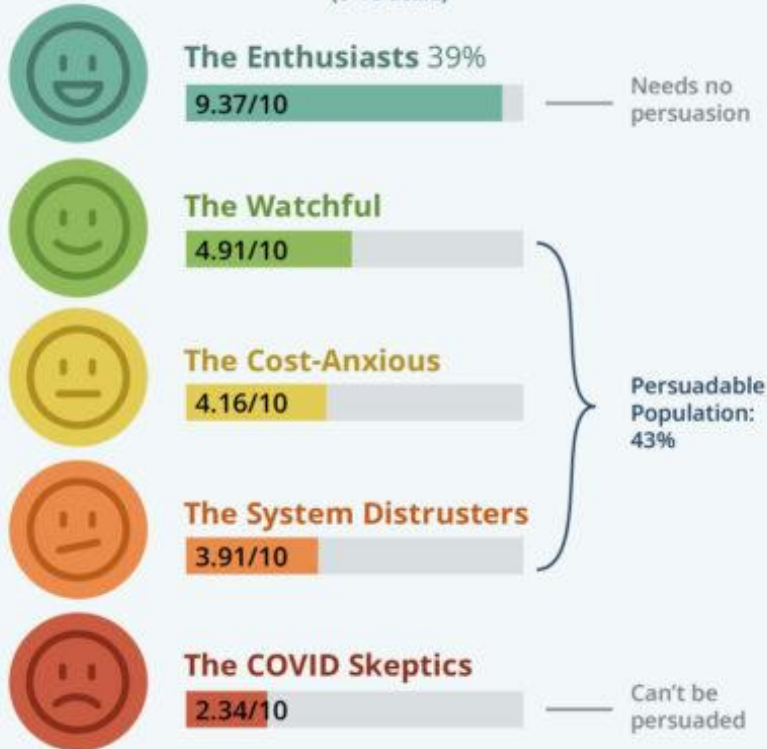 The Enthusiasts 39%
9.37/10
Needs no
persuasion
The Watchful
4.91/10
The Cost-Anxious
4.16/10
Persuadable
Population:
43%
The System Distrusters
3.91/10
The COVID Skeptics
2.34/10
Can't be
persuaded